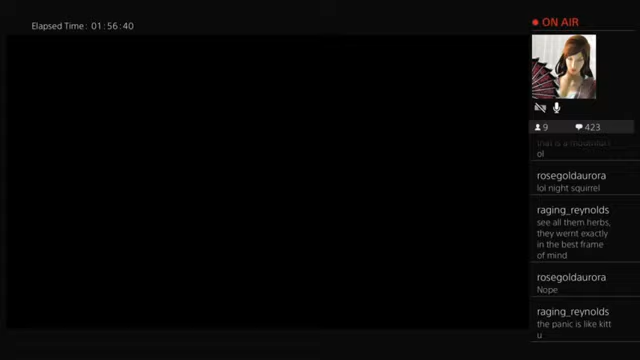 Elapsed Time : 01:56:40
ON AIR
9
423
ol
rosegoldaurora
lol night squirrel
raging_reynolds
see all them herbs,
they wernt exactly
in the best frame
of mind
rosegoldaurora
Nope
raging_reynolds
the panic is like kitt
u